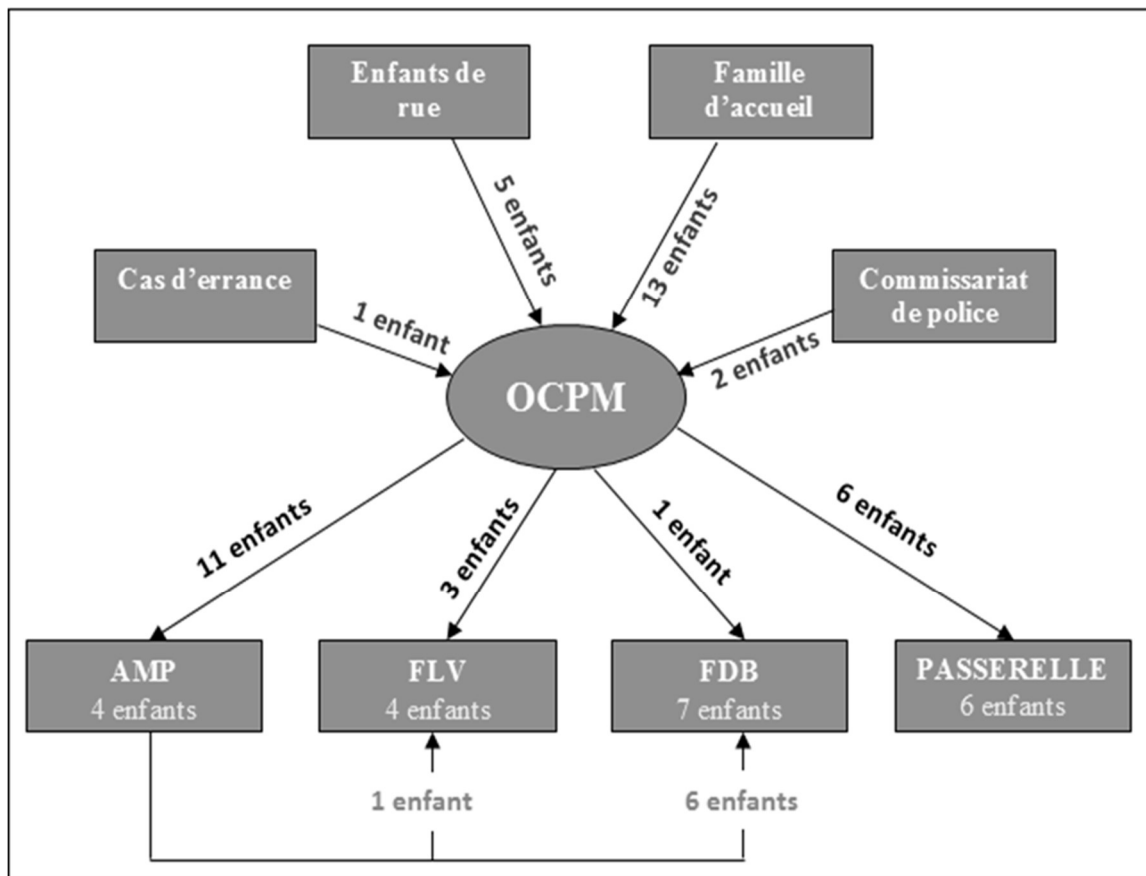 Enfants de
rue
Famille
d'accueil
5 enfants
13 enfants
Cas d'errance
Commissariat
de police
1 enfant
2 enfants
OCPM
11 enfants
3 enfants
1 enfant
6 enfants
AMP
4 enfants
FLV
4 enfants
FDB
7 enfants
PASSERELLE
6 enfants
1 enfant
6 enfants